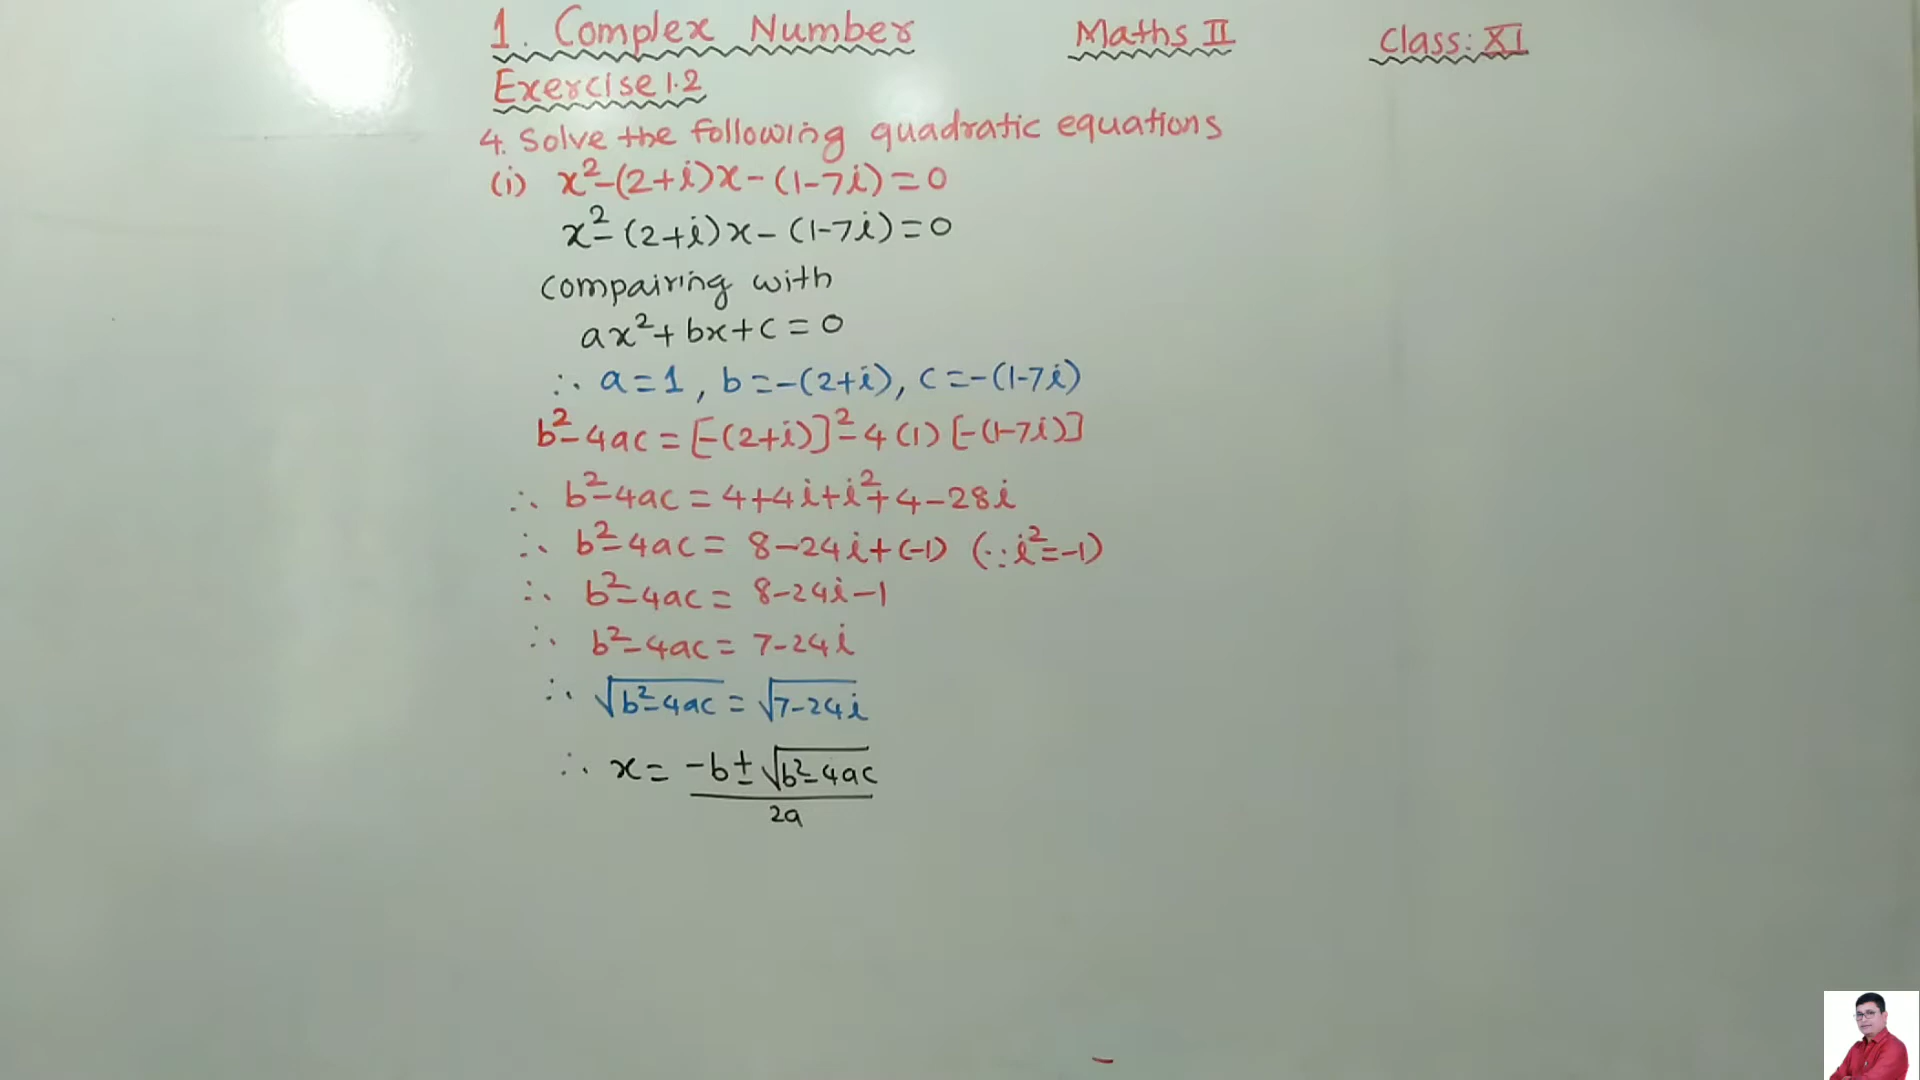 1. Complex Number Maths II Class: XI
Exercise 1.2
4. Solve the following quadratic equations
(i) x²-(2+i)x-(1-7i)=0
x²-(2+i)x-(1-7i)=0
compairing with
ax²+bx+c=0
∴ a=1, b=-(2+i), c=-(1-7i)
b²-4ac=[-(2+i)]²-4(1)[-(1-7i)]
∴ b²-4ac=4+4i+i²+4-28i
∴ b²-4ac=8-24i+(-1) (∵i²=-1)
∴ b²-4ac=8-24i-1
∴ b²-4ac=7-24i
∴ √b²-4ac=√7-24i
∴ x=-b±√b²-4ac
2a